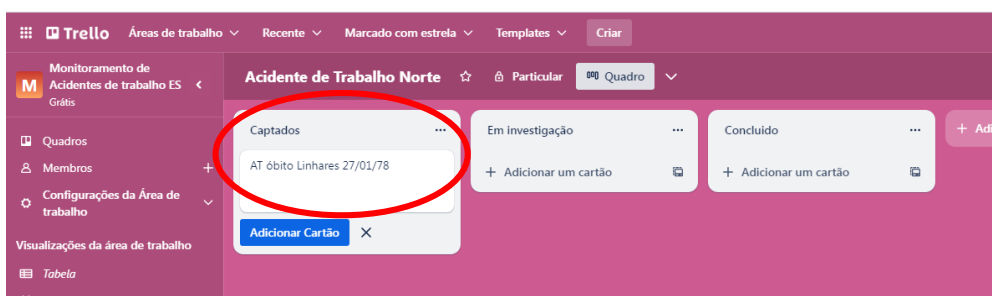 Trello Áreas de trabalho Recente Marcado com estrela Templates Criar
M Monitoramento de
Acidentes de trabalho ES
Grátis
Quadros
Membros +
Configurações da Área de
trabalho
Visualizações da área de trabalho
Tabela
Acidente de Trabalho Norte Particular Quadro
Captados ...
AT óbito Linhares 27/01/78
Adicionar Cartão X
Em investigação ...
+ Adicionar um cartão
Concluido ...
+ Adicionar um cartão
+ Adi